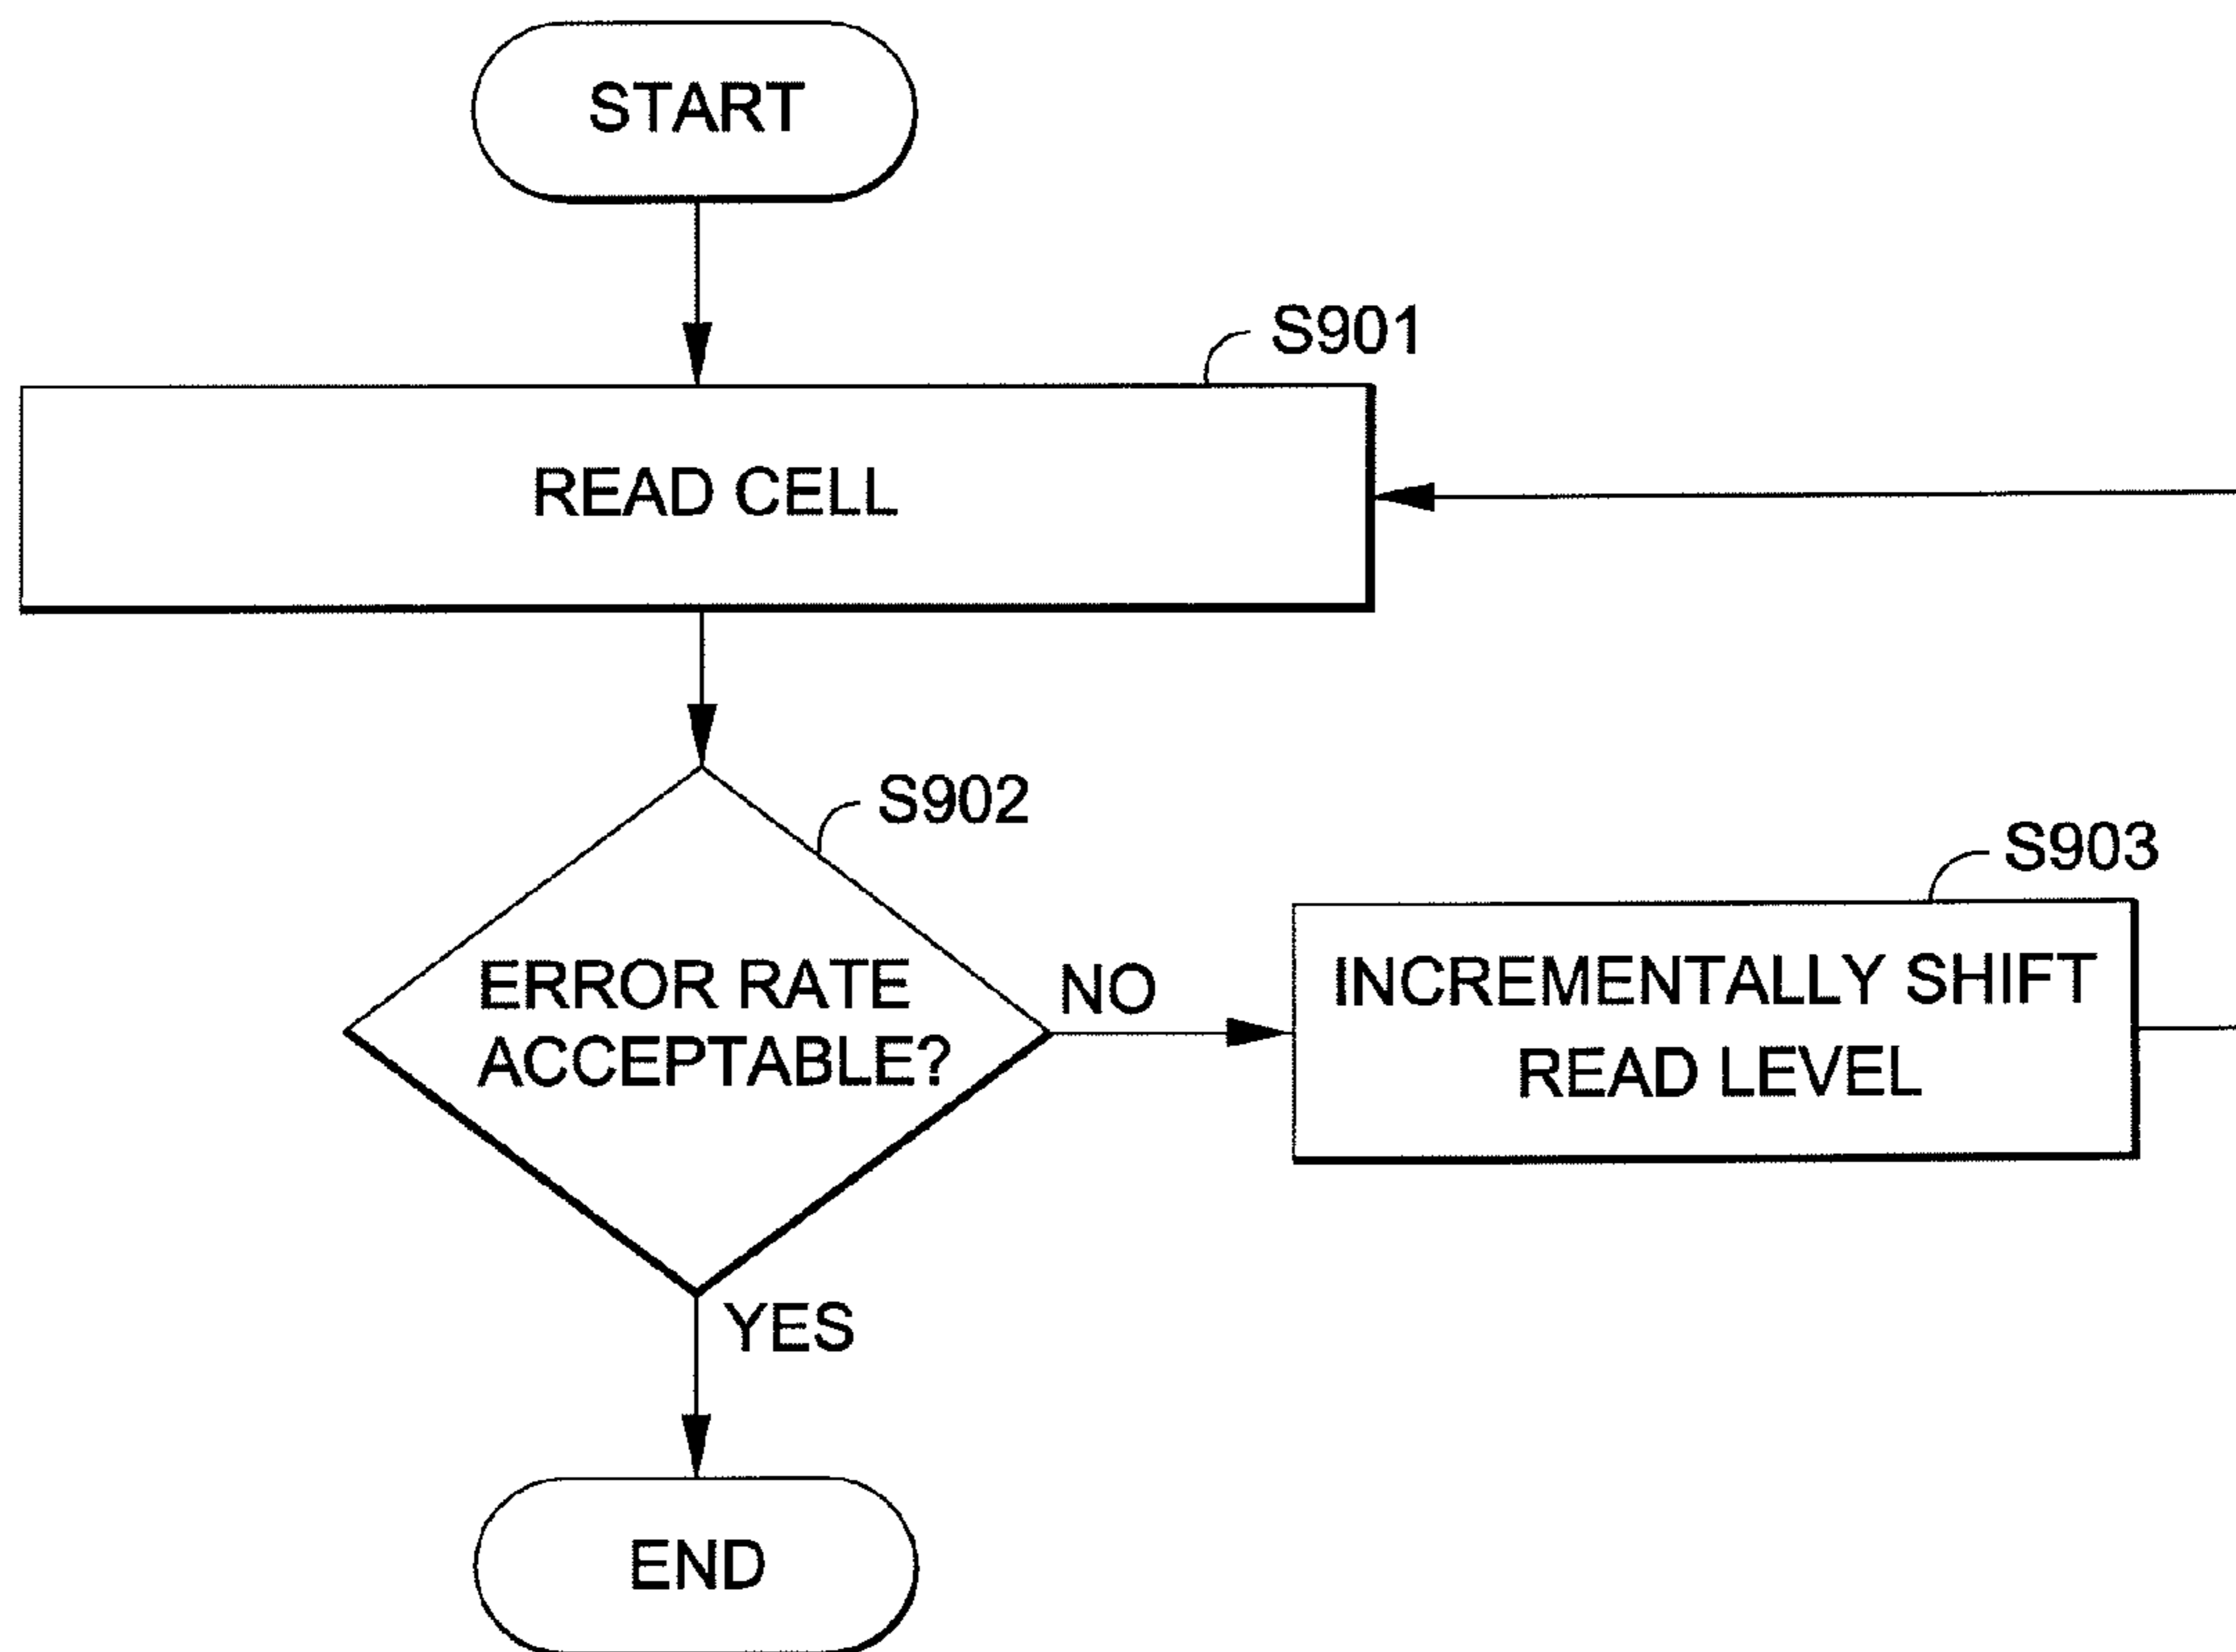 START
S901
READ CELL
S902
S903
ERROR RATE
ACCEPTABLE?
NO
INCREMENTALLY SHIFT
READ LEVEL
YES
END